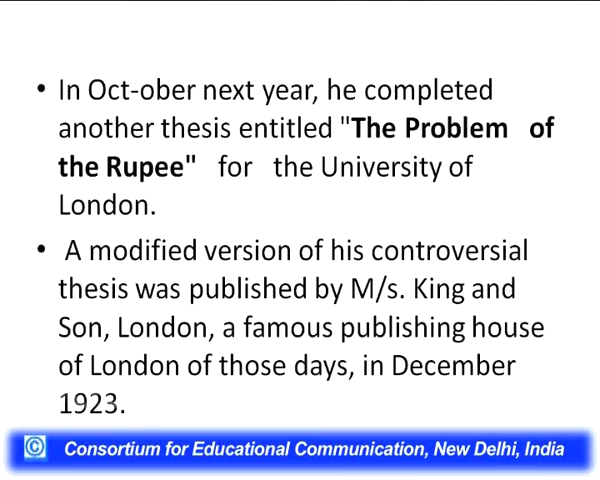 • In Oct-ober next year, he completed
another thesis entitled "The Problem of
the Rupee" for the University of
London.
• A modified version of his controversial
thesis was published by M/s. King and
Son, London, a famous publishing house
of London of those days, in December
1923.
© Consortium for Educational Communication, New Delhi, India